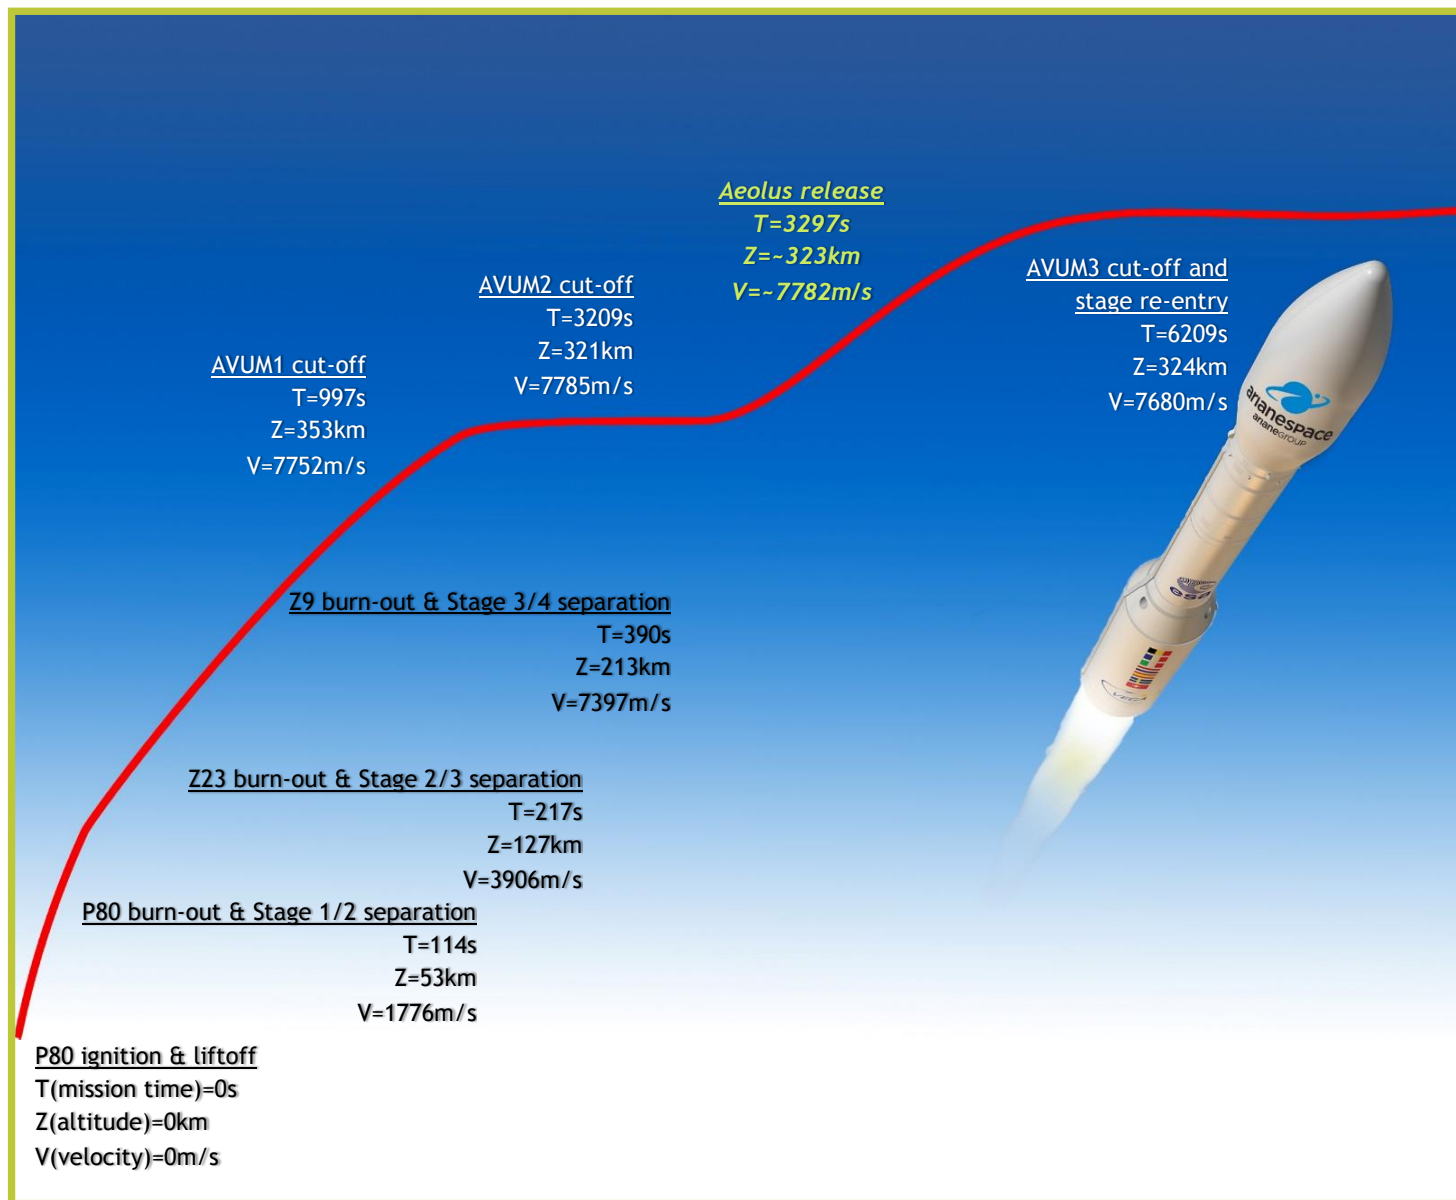 Aeolus release
T=3297s
Z=~323km
V=~7782m/s
AVUM3 cut-off and
stage re-entry
T=6209s
Z=324km
V=7680m/s
AVUM2 cut-off
T=3209s
Z=321km
V=7785m/s
AVUM1 cut-off
T=997s
Z=353km
V=7752m/s
arianespace
arianeGROUP
esa
VEGA
Z9 burn-out & Stage 3/4 separation
T=390s
Z=213km
V=7397m/s
Z23 burn-out & Stage 2/3 separation
T=217s
Z=127km
V=3906m/s
P80 burn-out & Stage 1/2 separation
T=114s
Z=53km
V=1776m/s
P80 ignition & liftoff
T(mission time)=0s
Z(altitude)=0km
V(velocity)=0m/s